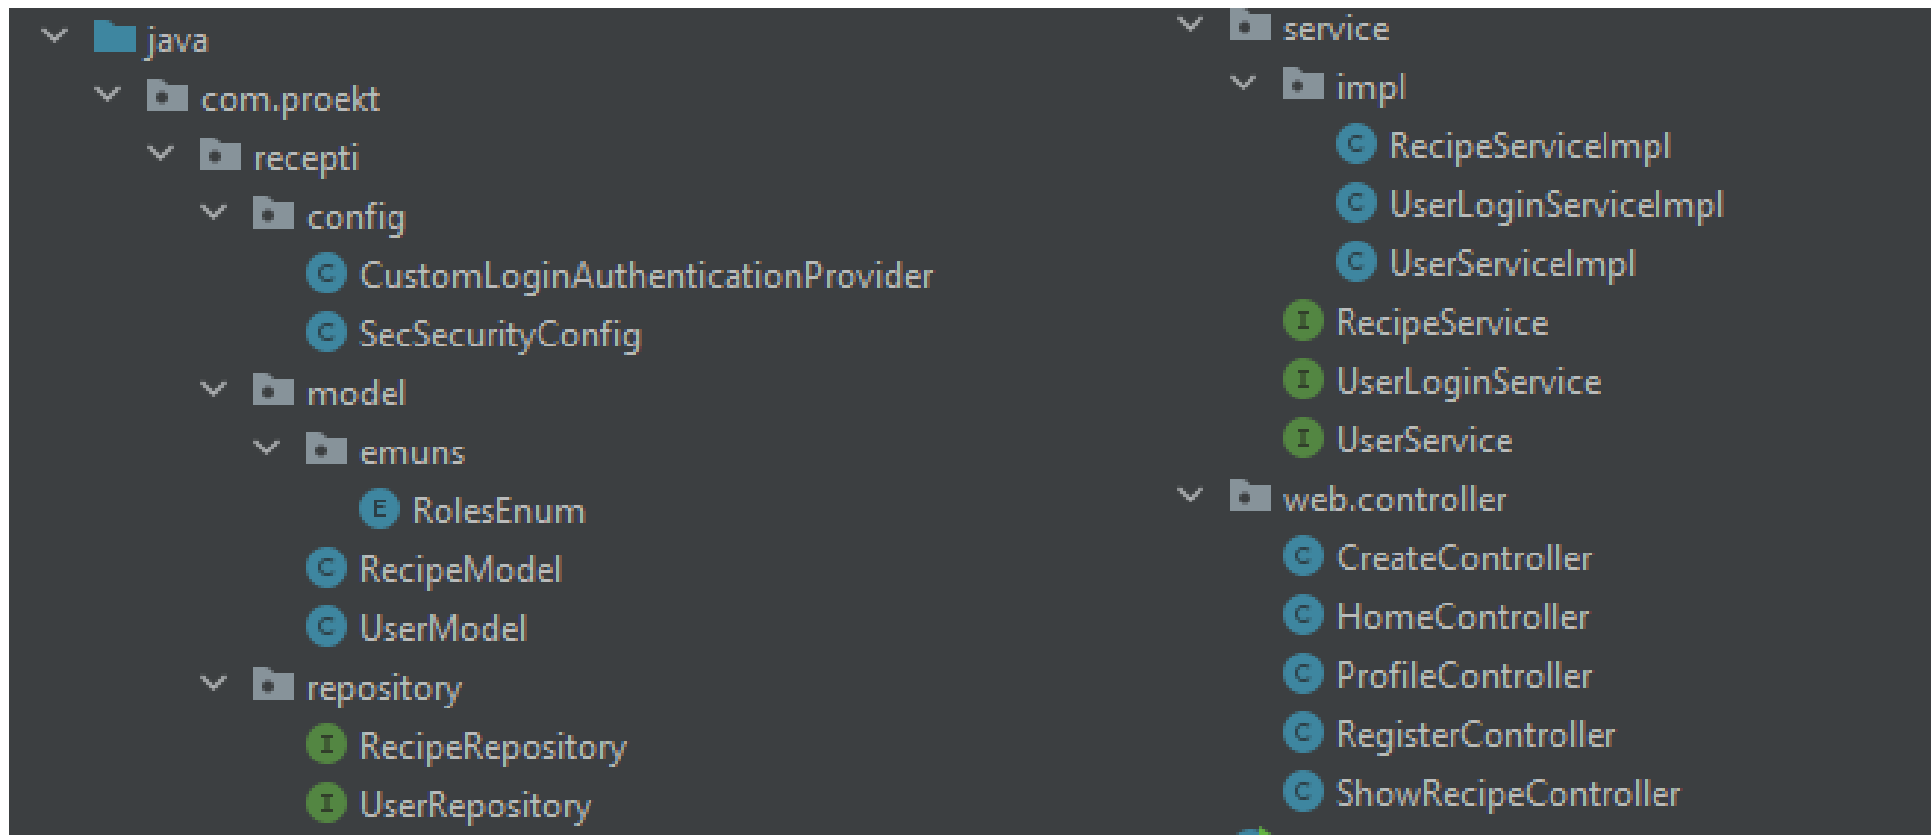 java
com.proekt
recepti
config
CustomLoginAuthenticationProvider
SecSecurityConfig
model
emuns
RolesEnum
RecipeModel
UserModel
repository
RecipeRepository
UserRepository
service
impl
RecipeServiceImpl
UserLoginServiceImpl
UserServiceImpl
RecipeService
UserLoginService
UserService
web.controller
CreateController
HomeController
ProfileController
RegisterController
ShowRecipeController